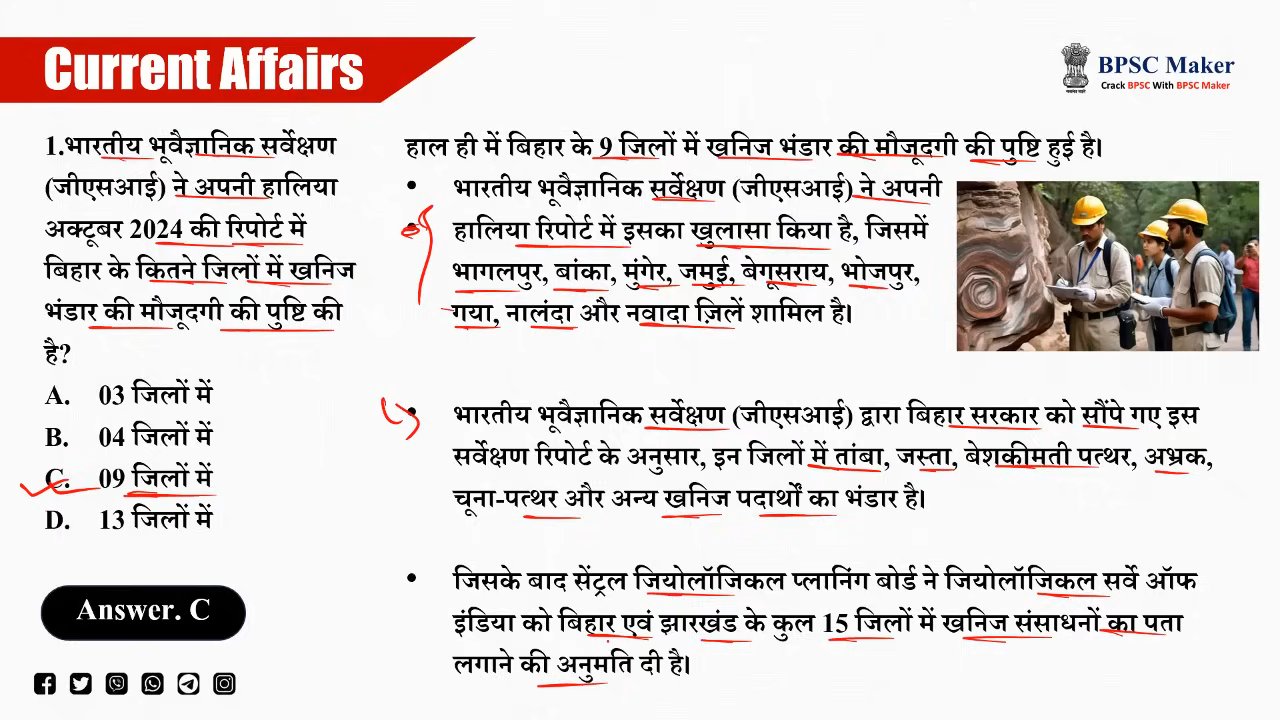 Current Affairs
BPSC Maker
Crack BPSC With BPSC Maker
1.भारतीय भूवैज्ञानिक सर्वेक्षण
(जीएसआई) ने अपनी हालिया
अक्टूबर 2024 की रिपोर्ट में
बिहार के कितने जिलों में खनिज
भंडार की मौजूदगी की पुष्टि की
है?
A. 03 जिलों में
B. 04 जिलों में
C. 09 जिलों में
D. 13 जिलों में
Answer. C
हाल ही में बिहार के 9 जिलों में खनिज भंडार की मौजूदगी की पुष्टि हुई है।
• भारतीय भूवैज्ञानिक सर्वेक्षण (जीएसआई) ने अपनी
हालिया रिपोर्ट में इसका खुलासा किया है, जिसमें
भागलपुर, बांका, मुंगेर, जमुई, बेगूसराय, भोजपुर,
गया, नालंदा और नवादा ज़िलें शामिल है।
• भारतीय भूवैज्ञानिक सर्वेक्षण (जीएसआई) द्वारा बिहार सरकार को सौंपे गए इस
सर्वेक्षण रिपोर्ट के अनुसार, इन जिलों में तांबा, जस्ता, बेशकीमती पत्थर, अभ्रक,
चूना-पत्थर और अन्य खनिज पदार्थों का भंडार है।
• जिसके बाद सेंट्रल जियोलॉजिकल प्लानिंग बोर्ड ने जियोलॉजिकल सर्वे ऑफ
इंडिया को बिहार एवं झारखंड के कुल 15 जिलों में खनिज संसाधनों का पता
लगाने की अनुमति दी है।